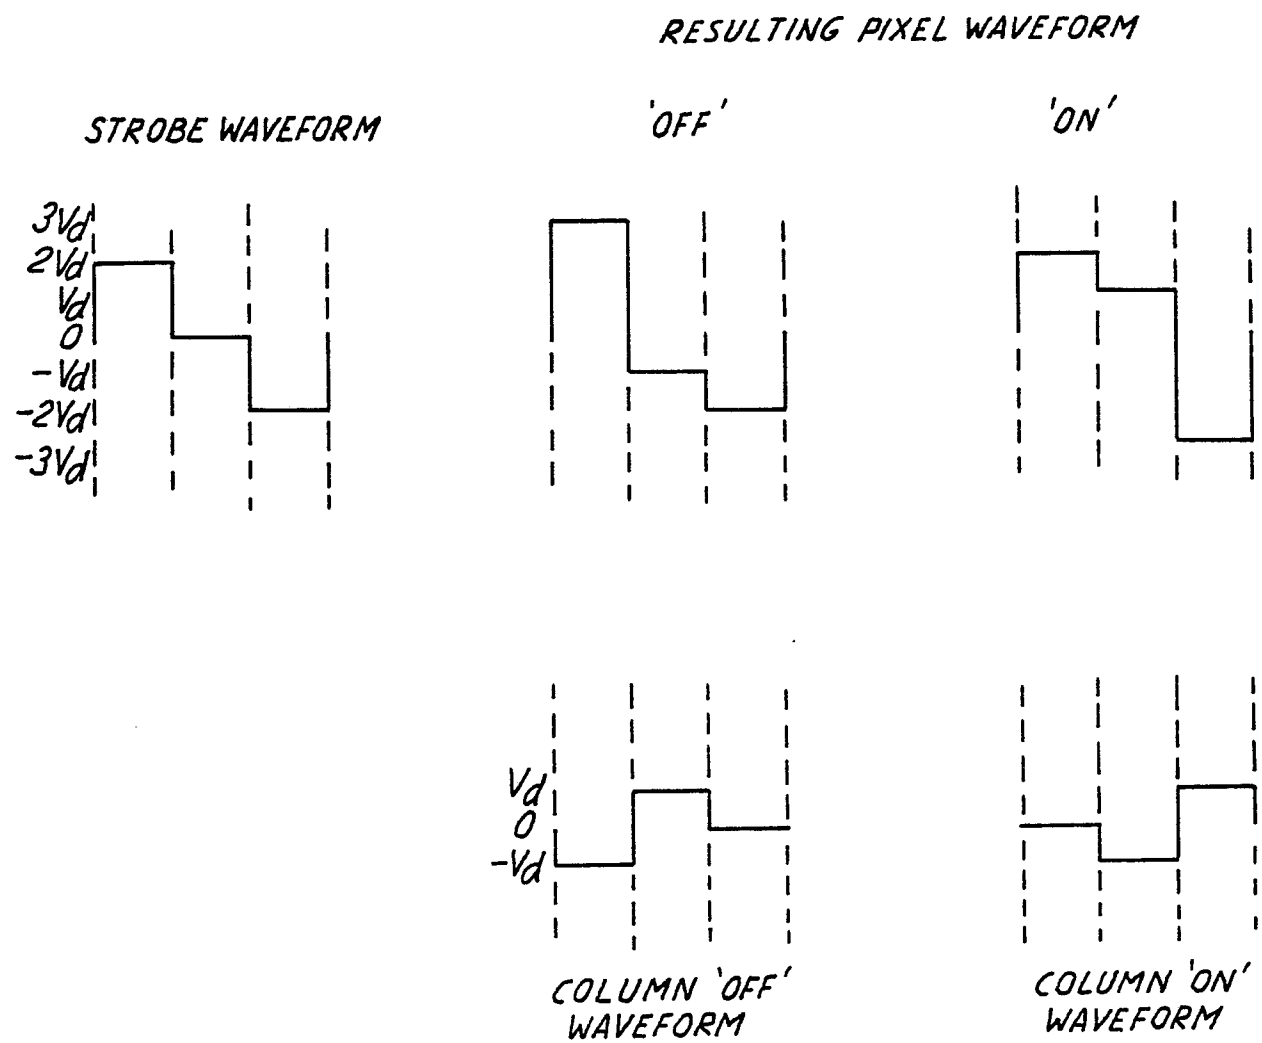 RESULTING PIXEL WAVEFORM
STROBE WAVEFORM
'OFF'
'ON'
3Vd
2Vd
Vd
0
-Vd
-2Vd
-3Vd
Vd
0
-Vd
COLUMN 'OFF'
WAVEFORM
COLUMN 'ON'
WAVEFORM